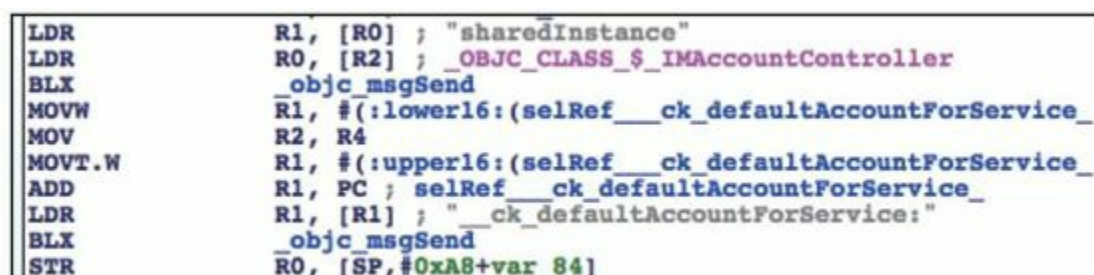 LDR R1, [R0] ; "sharedInstance"
LDR R0, [R2] ; _OBJC_CLASS_$_IMAccountController
BLX _objc_msgSend
MOVW R1, #(:lower16:(selRef___ck_defaultAccountForService_
MOV R2, R4
MOVT.W R1, #(:upper16:(selRef___ck_defaultAccountForService_
ADD R1, PC ; selRef___ck_defaultAccountForService_
LDR R1, [R1] ; "__ck_defaultAccountForService:"
BLX _objc_msgSend
STR R0, [SP,#0xA8+var_84]